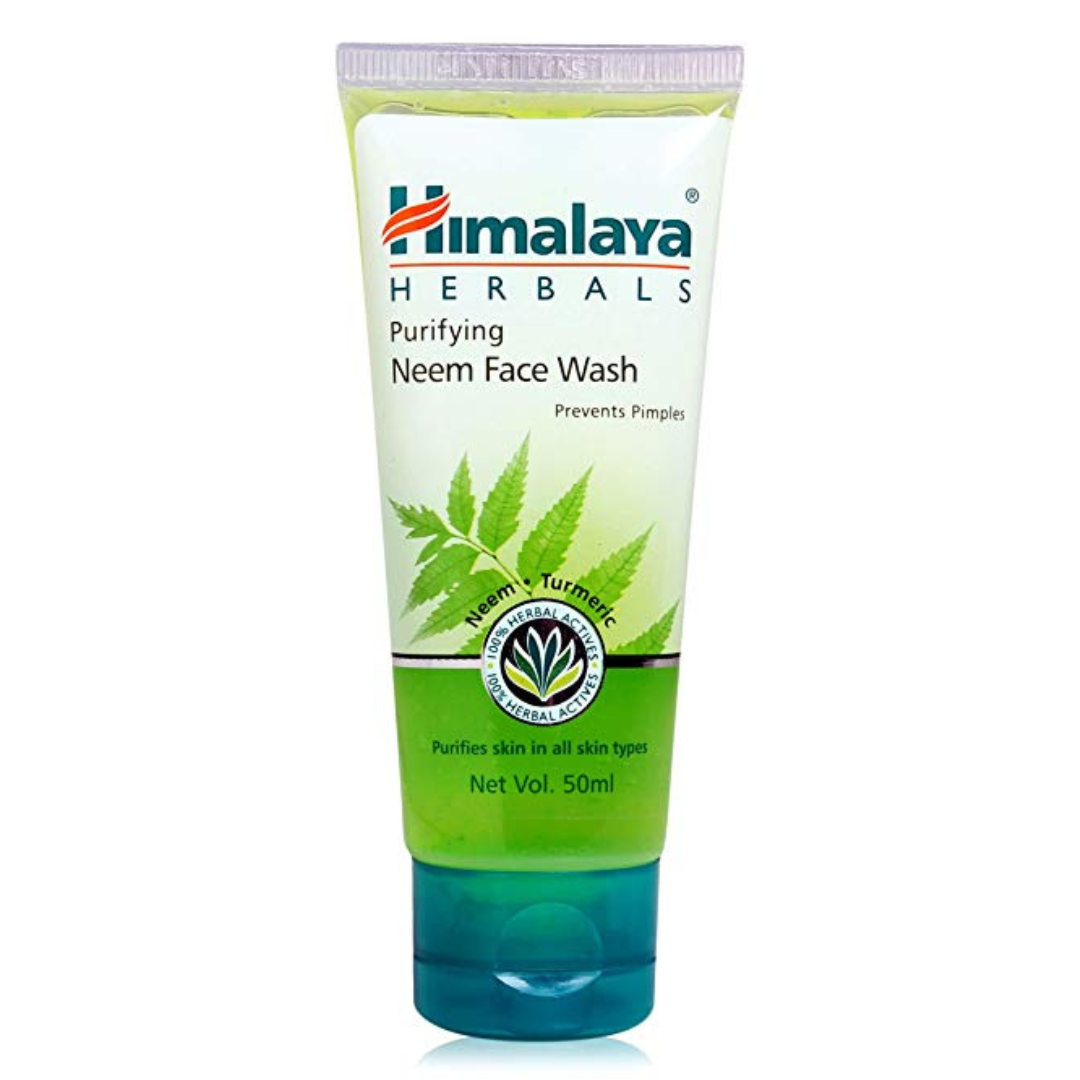 Himalaya®
HERBALS
Purifying
Neem Face Wash
Prevents Pimples
Neem • Turmeric
100% HERBAL ACTIVES
100% HERBAL ACTIVES
Purifies skin in all skin types
Net Vol. 50ml